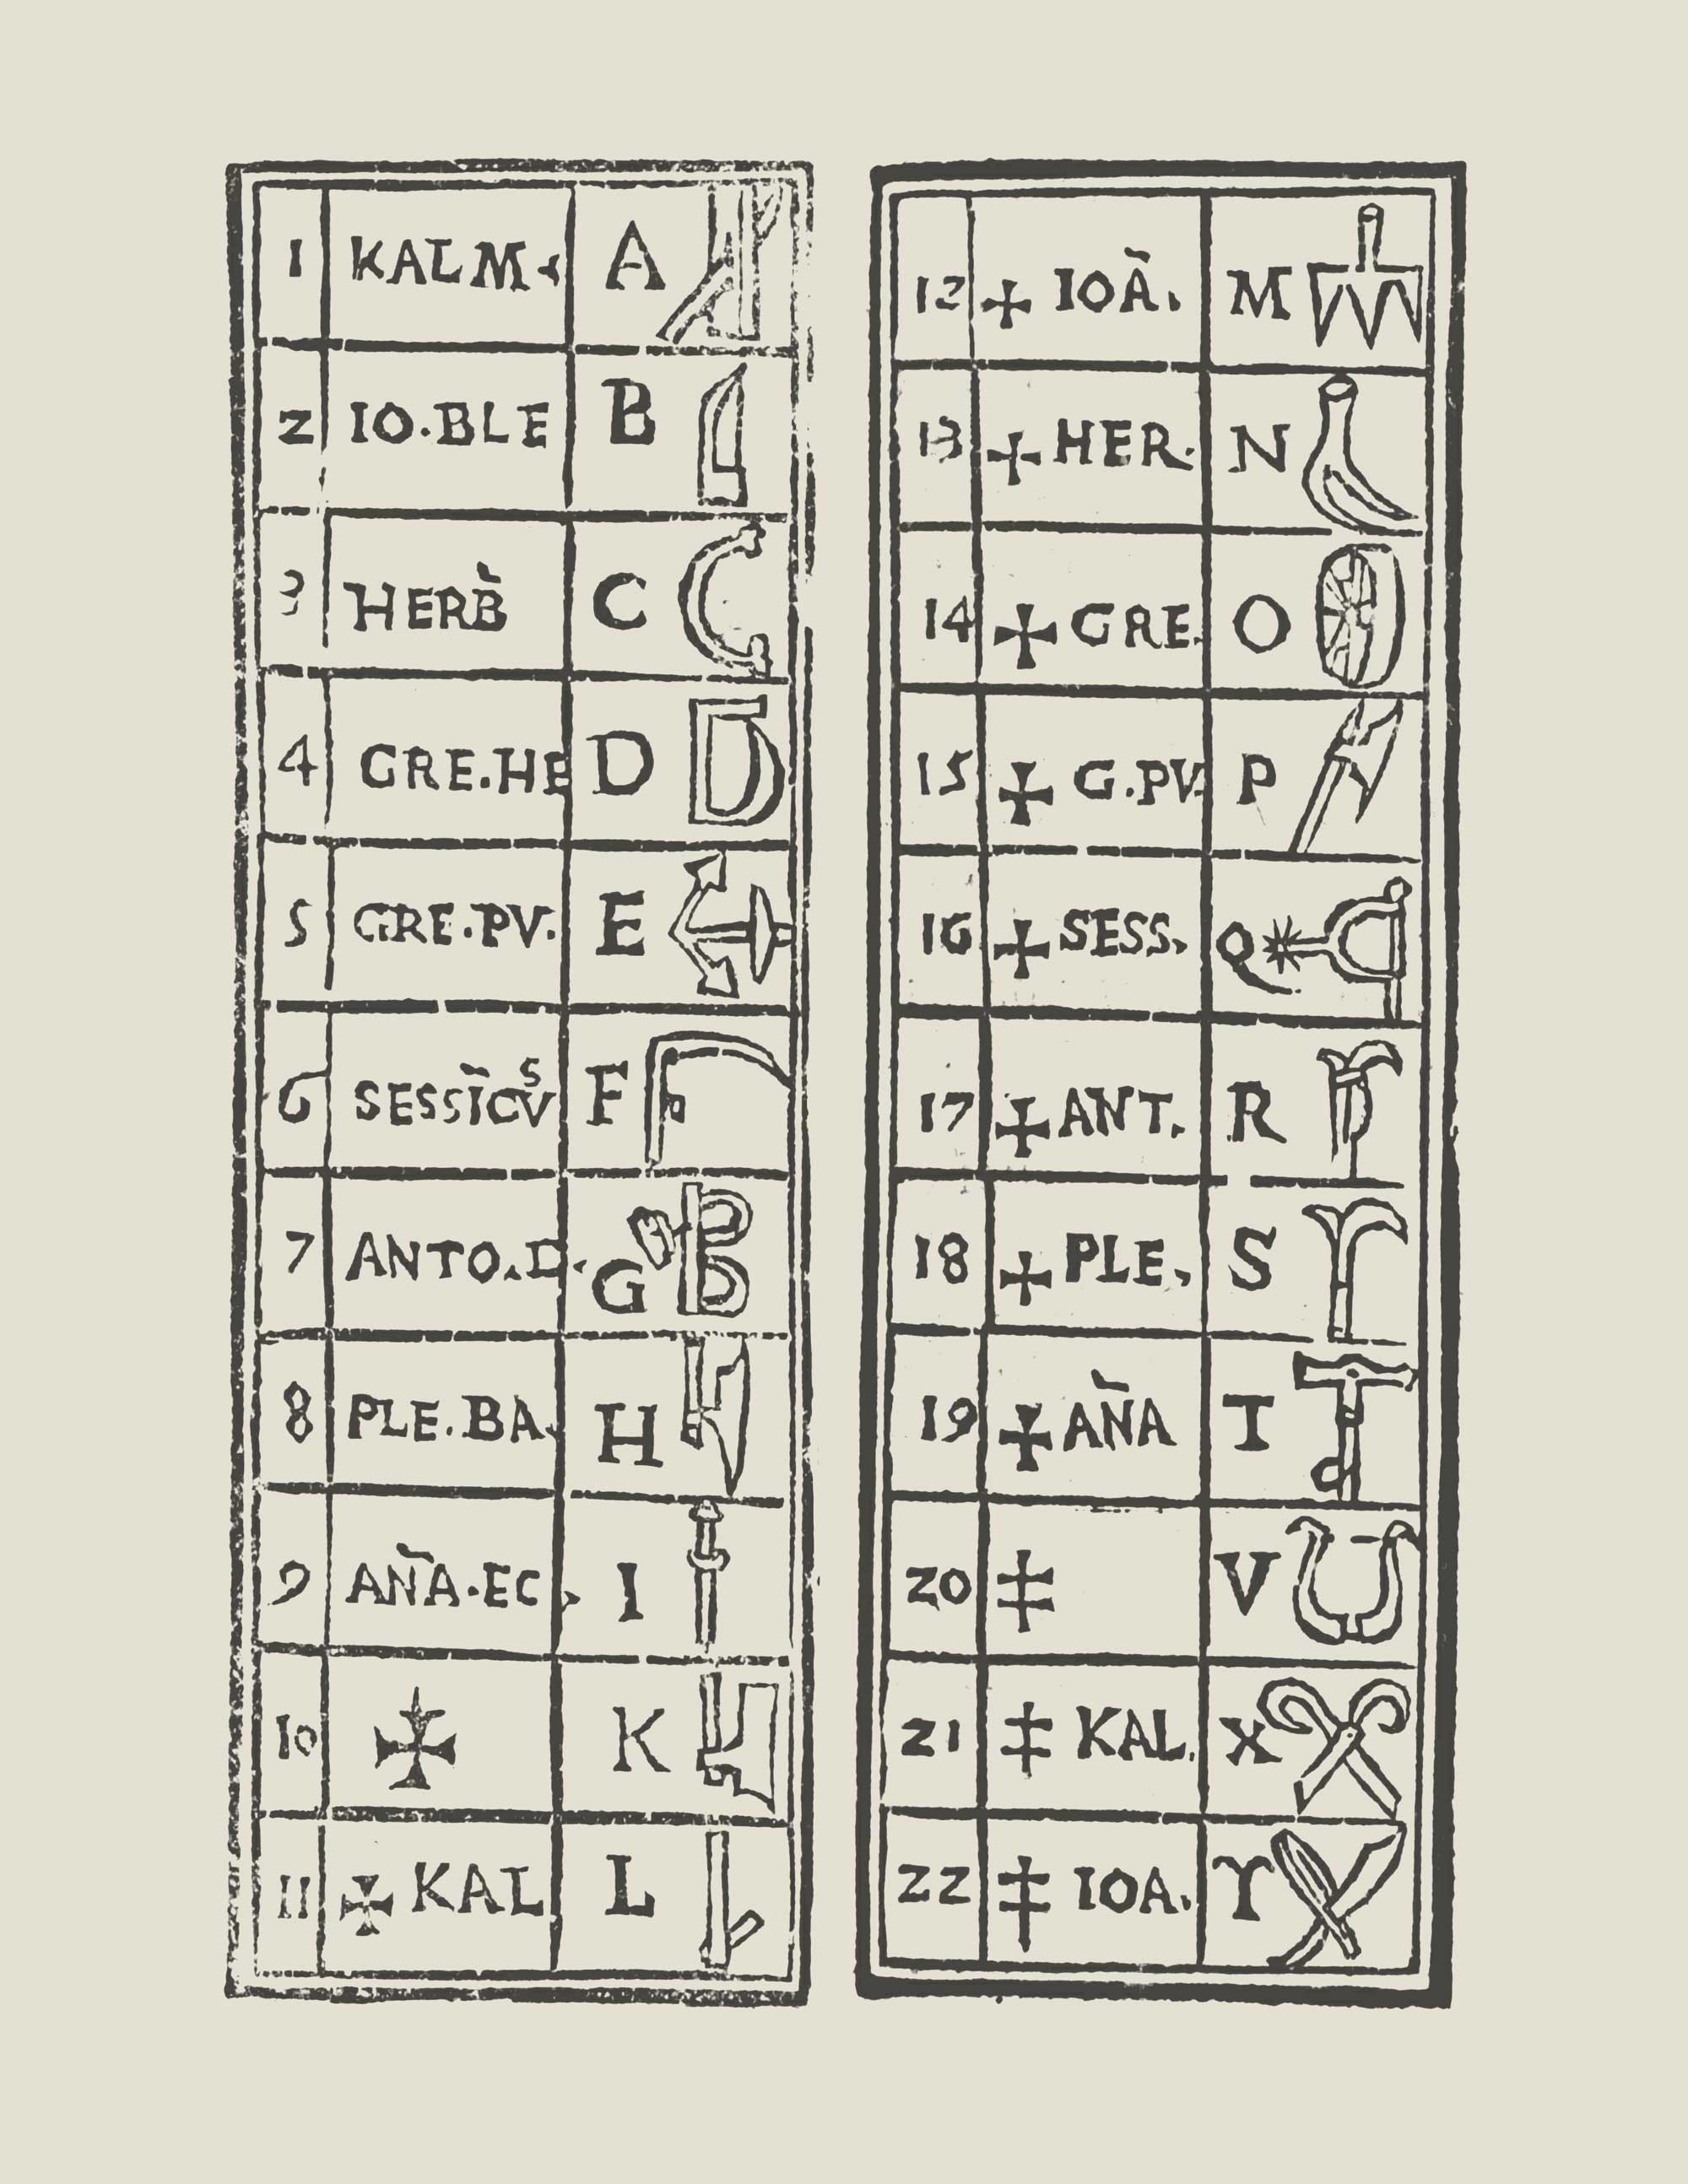 1 KALM. A
2 IO.BLE B
3 HERB̀ C
4 GRE.HE D
5 GRE.PV. E
6 SESSĪCVˢ F
7 ANTO.D. G
8 PLE.BA. H
9 AÑA.EC. I
10 ✠ K
11 ✠ KAL L
12 ✠ IOÃ. M
13 ✠ HER. N
14 ✠ GRE. O
15 ✠ G.PV. P
16 ✠ SESS. Q
17 ✠ ANT. R
18 ✠ PLE. S
19 ✠ AÑA T
20 ‡ V
21 ‡ KAL. X
22 ‡ IOA. Y